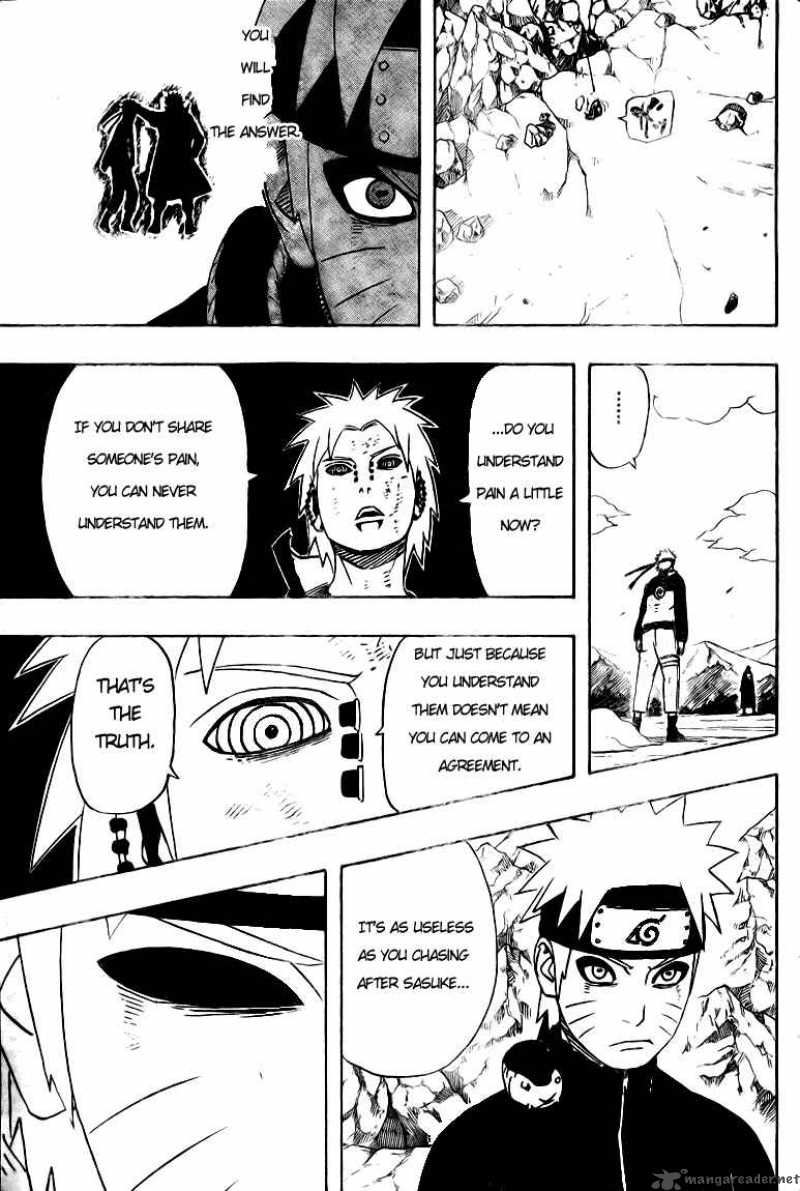 YOU
WILL
FIND
THE ANSWER.
........
...DO YOU
UNDERSTAND
PAIN A LITTLE
NOW?
IF YOU DON'T SHARE
SOMEONE'S PAIN,
YOU CAN NEVER
UNDERSTAND THEM.
BUT JUST BECAUSE
YOU UNDERSTAND
THEM DOESN'T MEAN
YOU CAN COME TO AN
AGREEMENT.
THAT'S
THE
TRUTH.
IT'S AS USELESS
AS YOU CHASING
AFTER SASUKE...
mangareader.net